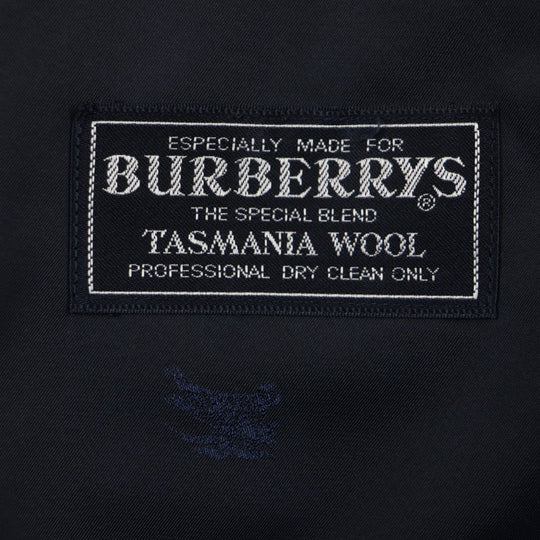 ESPECIALLY MADE FOR
BURBERRYS®
THE SPECIAL BLEND
TASMANIA WOOL
PROFESSIONAL DRY CLEAN ONLY